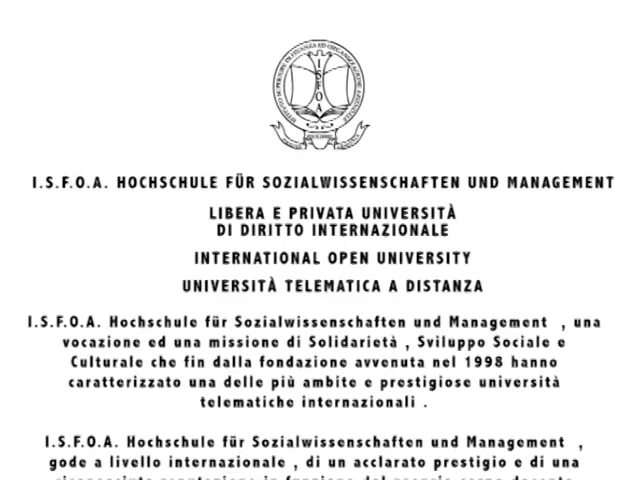 ISFOA
I.S.F.O.A. HOCHSCHULE FÜR SOZIALWISSENSCHAFTEN UND MANAGEMENT
LIBERA E PRIVATA UNIVERSITÀ
DI DIRITTO INTERNAZIONALE
INTERNATIONAL OPEN UNIVERSITY
UNIVERSITÀ TELEMATICA A DISTANZA
I.S.F.O.A. Hochschule für Sozialwissenschaften und Management , una
vocazione ed una missione di Solidarietà , Sviluppo Sociale e
Culturale che fin dalla fondazione avvenuta nel 1998 hanno
caratterizzato una delle più ambite e prestigiose università
telematiche internazionali .
I.S.F.O.A. Hochschule für Sozialwissenschaften und Management ,
gode a livello internazionale , di un acclarato prestigio e di una